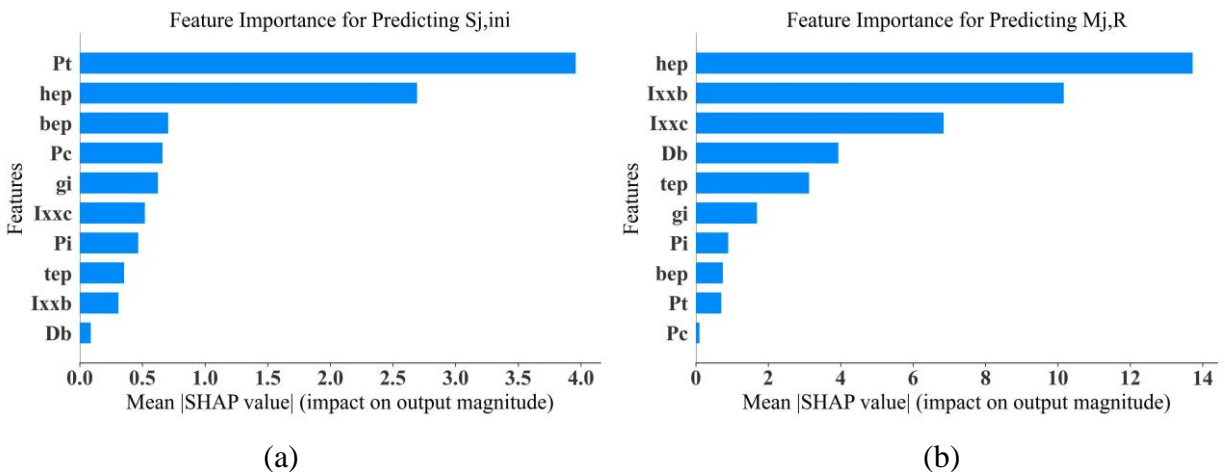 Feature Importance for Predicting Sj,ini
Features
Pt
hep
bep
Pc
gi
Ixxc
Pi
tep
Ixxb
Db
0.0 0.5 1.0 1.5 2.0 2.5 3.0 3.5 4.0
Mean |SHAP value| (impact on output magnitude)
(a)
Feature Importance for Predicting Mj,R
Features
hep
Ixxb
Ixxc
Db
tep
gi
Pi
bep
Pt
Pc
0 2 4 6 8 10 12 14
Mean |SHAP value| (impact on output magnitude)
(b)